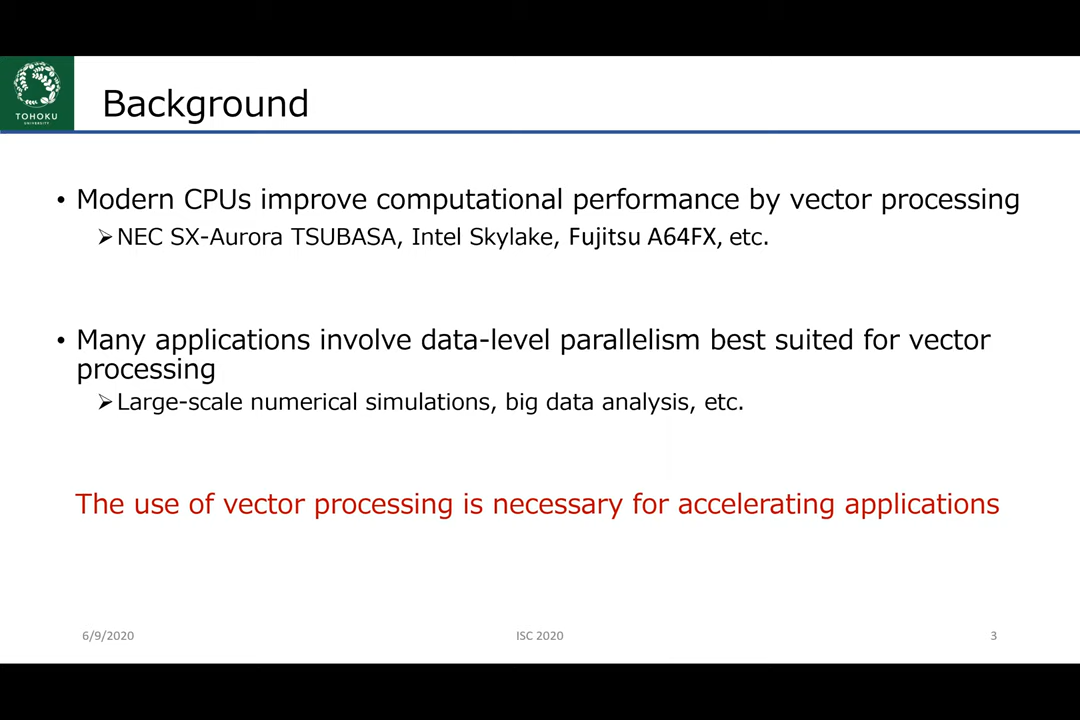 TOHOKU
UNIVERSITY
Background
• Modern CPUs improve computational performance by vector processing
➢NEC SX-Aurora TSUBASA, Intel Skylake, Fujitsu A64FX, etc.
• Many applications involve data-level parallelism best suited for vector
processing
➢Large-scale numerical simulations, big data analysis, etc.
The use of vector processing is necessary for accelerating applications
6/9/2020
ISC 2020
3